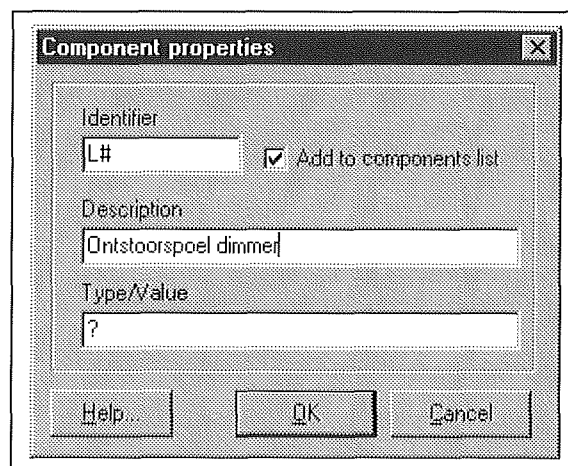 Component properties
Identifier
L#
Add to components list
Description
Ontstoorspoel dimmer
Type/Value
?
Help...
OK
Cancel